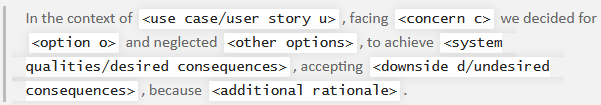 In the context of <use case/user story u> , facing <concern c> we decided for
<option o> and neglected <other options> , to achieve <system
qualities/desired consequences> , accepting <downside d/undesired
consequences> , because <additional rationale> .